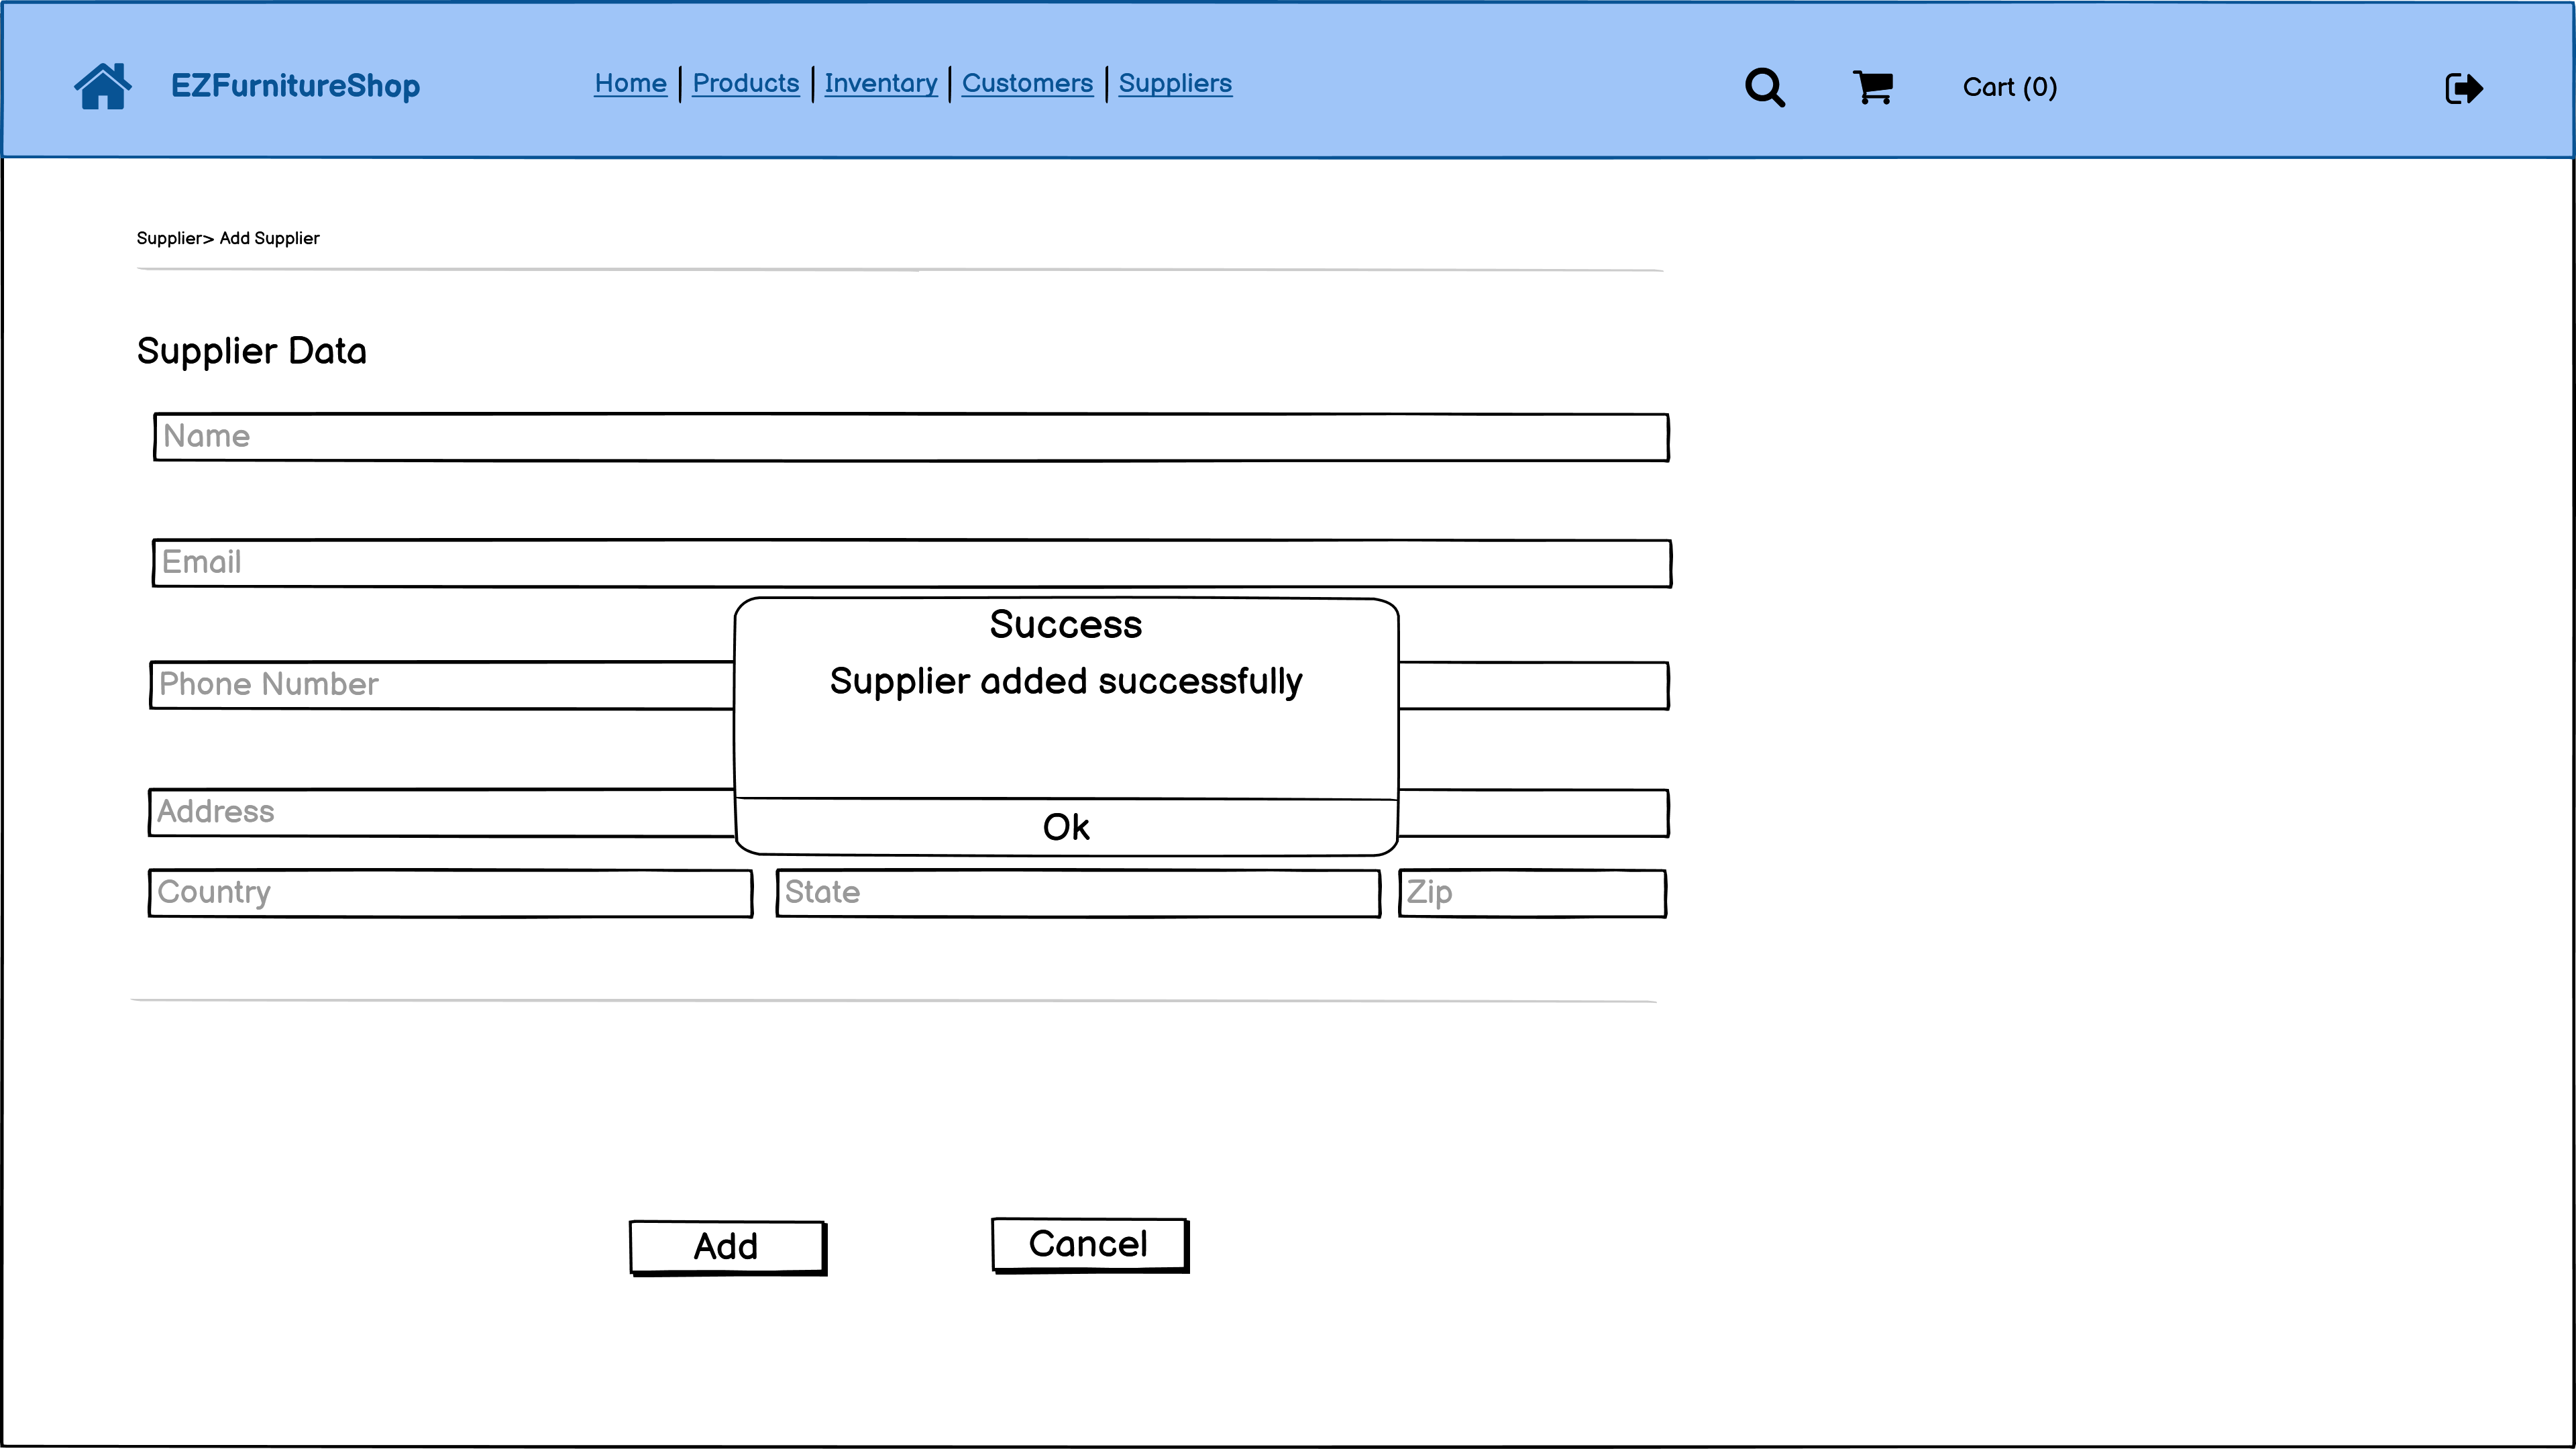 EZFurnitureShop
Home | Products | Inventary | Customers | Suppliers
Cart (0)
Supplier> Add Supplier
Supplier Data
Name
Email
Success
Supplier added successfully
Phone Number
Address
Ok
Country
State
Zip
Add
Cancel